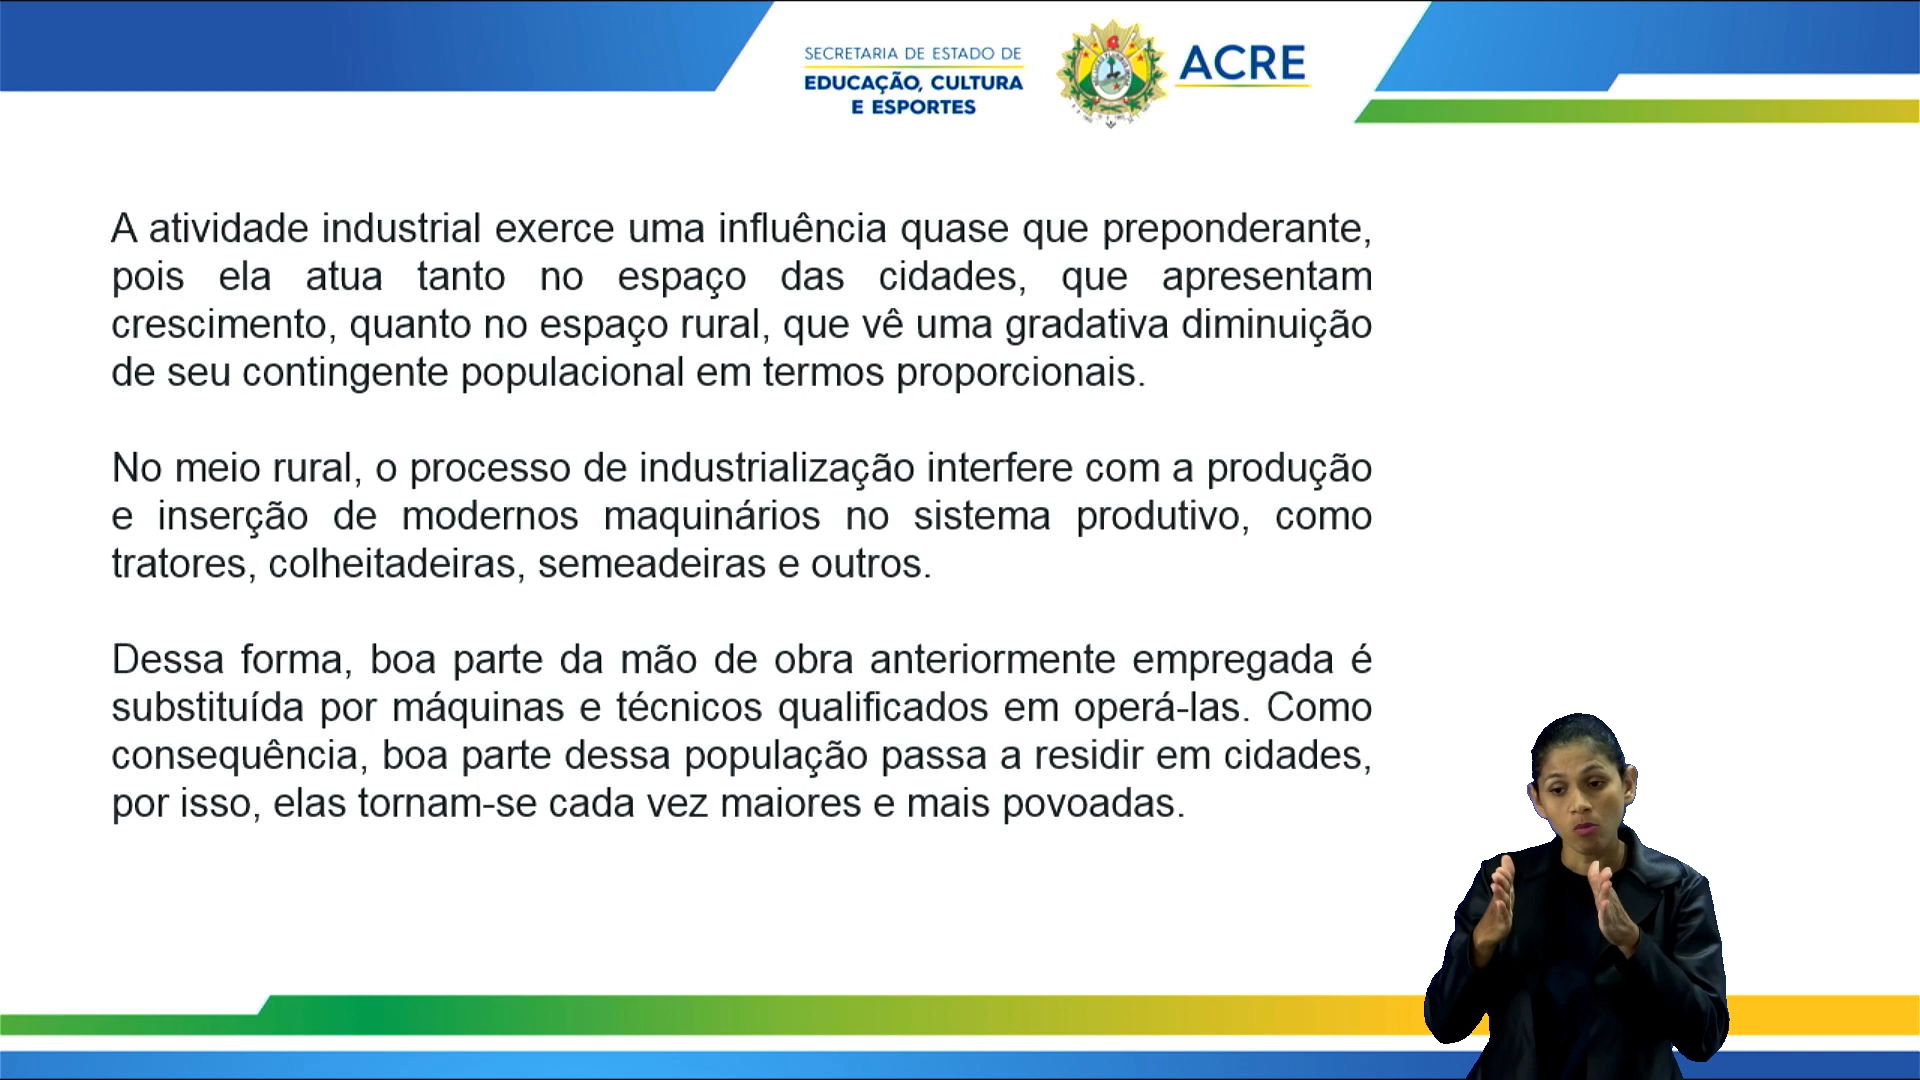 SECRETARIA DE ESTADO DE
EDUCAÇÃO, CULTURA
E ESPORTES
ACRE
A atividade industrial exerce uma influência quase que preponderante,
pois ela atua tanto no espaço das cidades, que apresentam
crescimento, quanto no espaço rural, que vê uma gradativa diminuição
de seu contingente populacional em termos proporcionais.
No meio rural, o processo de industrialização interfere com a produção
e inserção de modernos maquinários no sistema produtivo, como
tratores, colheitadeiras, semeadeiras e outros.
Dessa forma, boa parte da mão de obra anteriormente empregada é
substituída por máquinas e técnicos qualificados em operá-las. Como
consequência, boa parte dessa população passa a residir em cidades,
por isso, elas tornam-se cada vez maiores e mais povoadas.